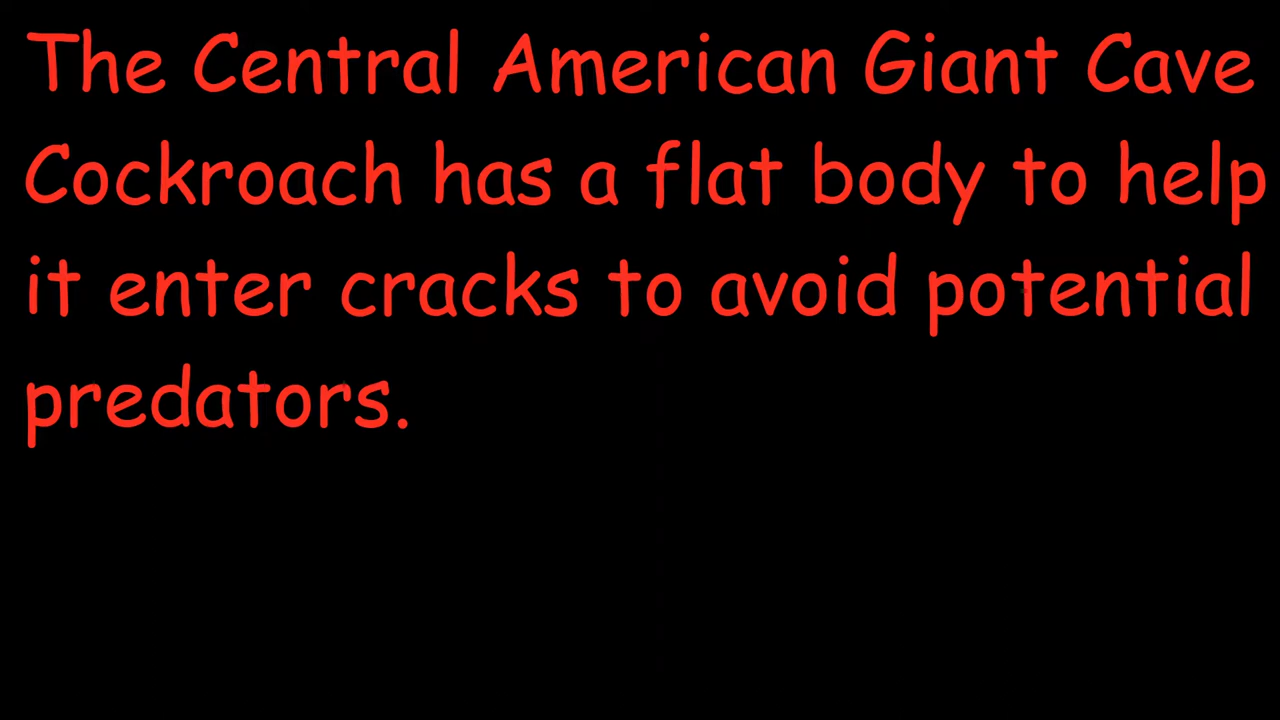 The Central American Giant Cave
Cockroach has a flat body to help
it enter cracks to avoid potential
predators.